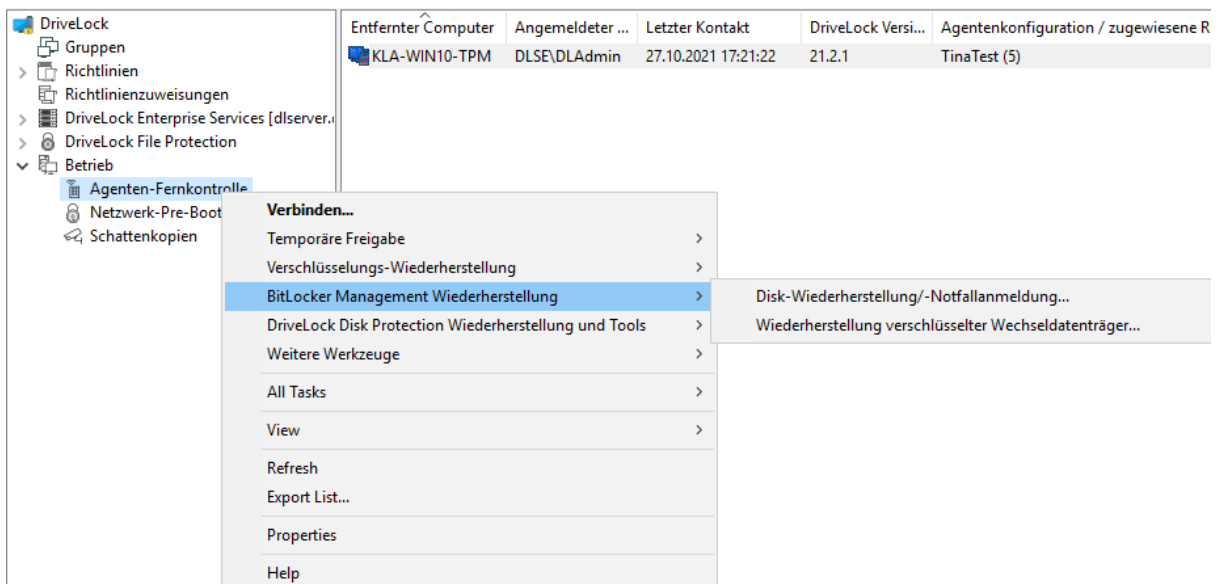 DriveLock
Gruppen
Richtlinien
Richtlinienzuweisungen
DriveLock Enterprise Services [dlserver.
DriveLock File Protection
Betrieb
Agenten-Fernkontrolle
Netzwerk-Pre-Boot
Schattenkopien
Entfernter Computer Angemeldeter ... Letzter Kontakt DriveLock Versi... Agentenkonfiguration / zugewiesene R
KLA-WIN10-TPM DLSE\DLAdmin 27.10.2021 17:21:22 21.2.1 TinaTest (5)
Verbinden...
Temporäre Freigabe
Verschlüsselungs-Wiederherstellung
BitLocker Management Wiederherstellung
DriveLock Disk Protection Wiederherstellung und Tools
Weitere Werkzeuge
All Tasks
View
Refresh
Export List...
Properties
Help
Disk-Wiederherstellung/-Notfallanmeldung...
Wiederherstellung verschlüsselter Wechseldatenträger...